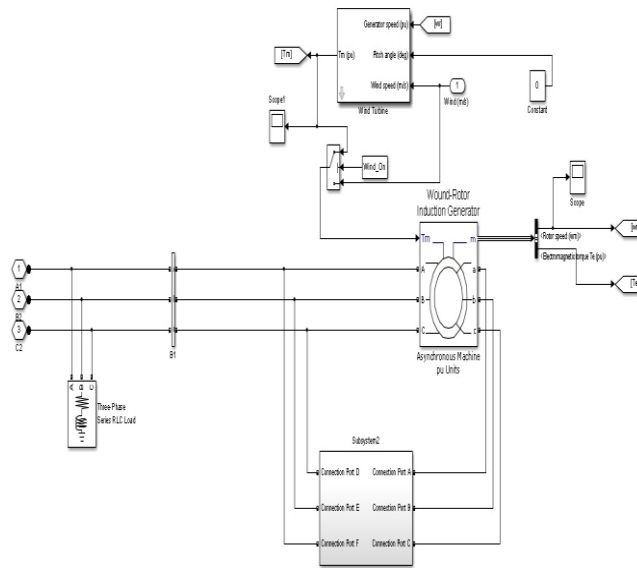 Generator speed (pu)
[wr]
[Tm]
Tm (pu)
Pitch angle (deg)
Wind speed (m/s)
1
Wind (m/s)
0
Constant
Wind Turbine
Scope1
Wind_On
Scope
Wound-Rotor
Induction Generator
Tm
m
<Rotor speed (wm)>
<Electromagnetic torque Te (pu)>
[Te
A
B
C
a
b
c
Asynchronous Machine
pu Units
1
A1
2
3
C2
B1
A
B
C
Three-Phase
Series RLC Load
Subsystem2
Connection Port D
Connection Port A
Connection Port E
Connection Port B
Connection Port F
Connection Port C